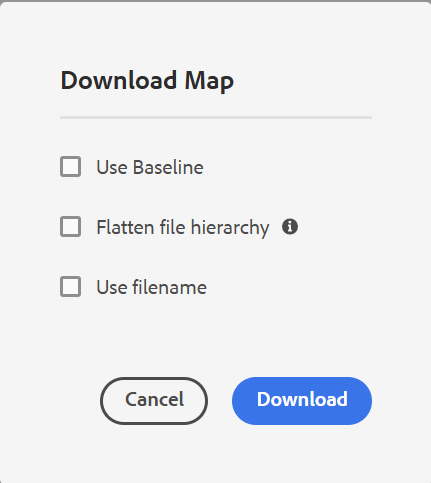 Download Map
Use Baseline
Flatten file hierarchy
Use filename
Cancel
Download